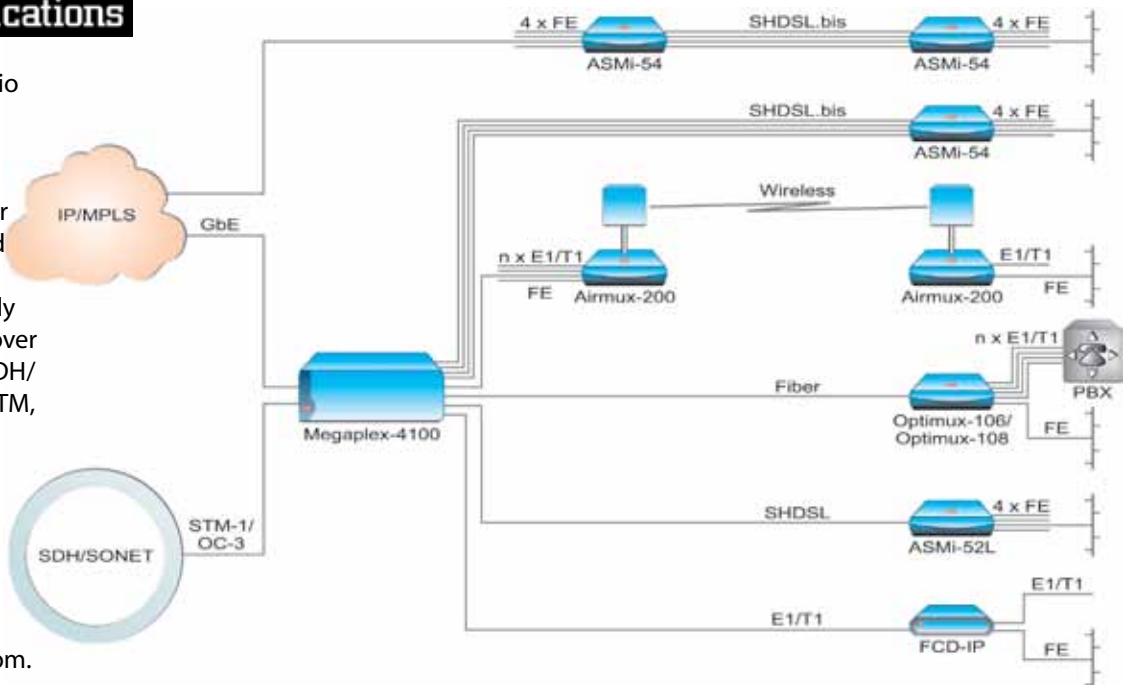 ications
io
r
d
ly
over
DH/
TM,
om.
4 x FE
SHDSL.bis
4 x FE
ASMi-54
ASMi-54
SHDSL.bis
4 x FE
ASMi-54
IP/MPLS
GbE
Wireless
n x E1/T1
FE
Airmux-200
E1/T1
FE
Airmux-200
Megaplex-4100
Fiber
n x E1/T1
PBX
Optimux-106/
Optimux-108
FE
SDH/SONET
STM-1/
OC-3
SHDSL
4 x FE
ASMi-52L
E1/T1
E1/T1
FCD-IP
FE